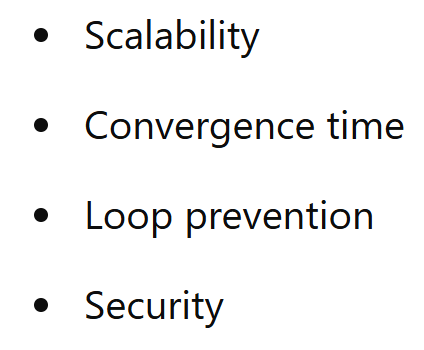 • Scalability
• Convergence time
• Loop prevention
• Security